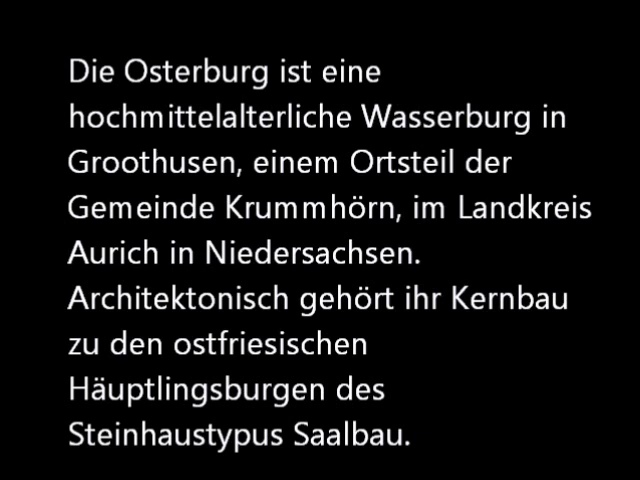 Die Osterburg ist eine
hochmittelalterliche Wasserburg in
Groothusen, einem Ortsteil der
Gemeinde Krummhörn, im Landkreis
Aurich in Niedersachsen.
Architektonisch gehört ihr Kernbau
zu den ostfriesischen
Häuptlingsburgen des
Steinhaustypus Saalbau.